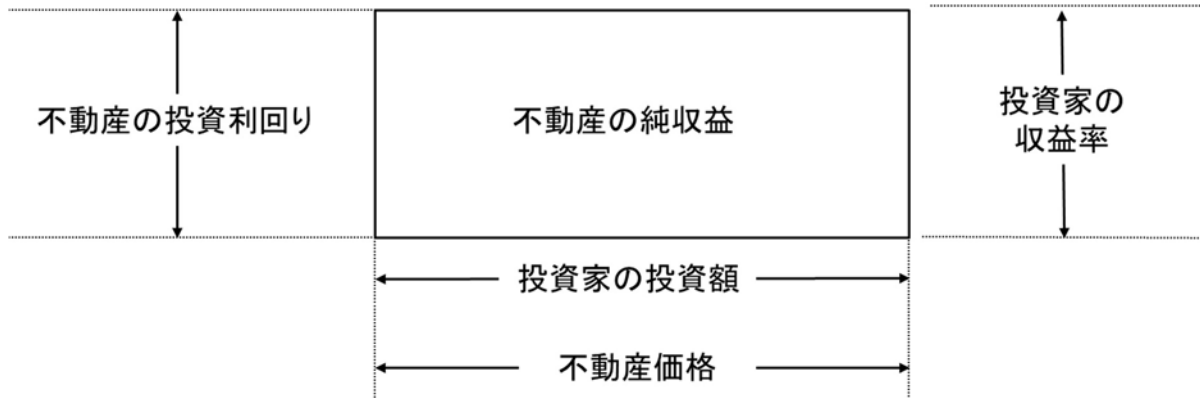 不動産の投資利回り
不動産の純収益
投資家の
収益率
投資家の投資額
不動産価格